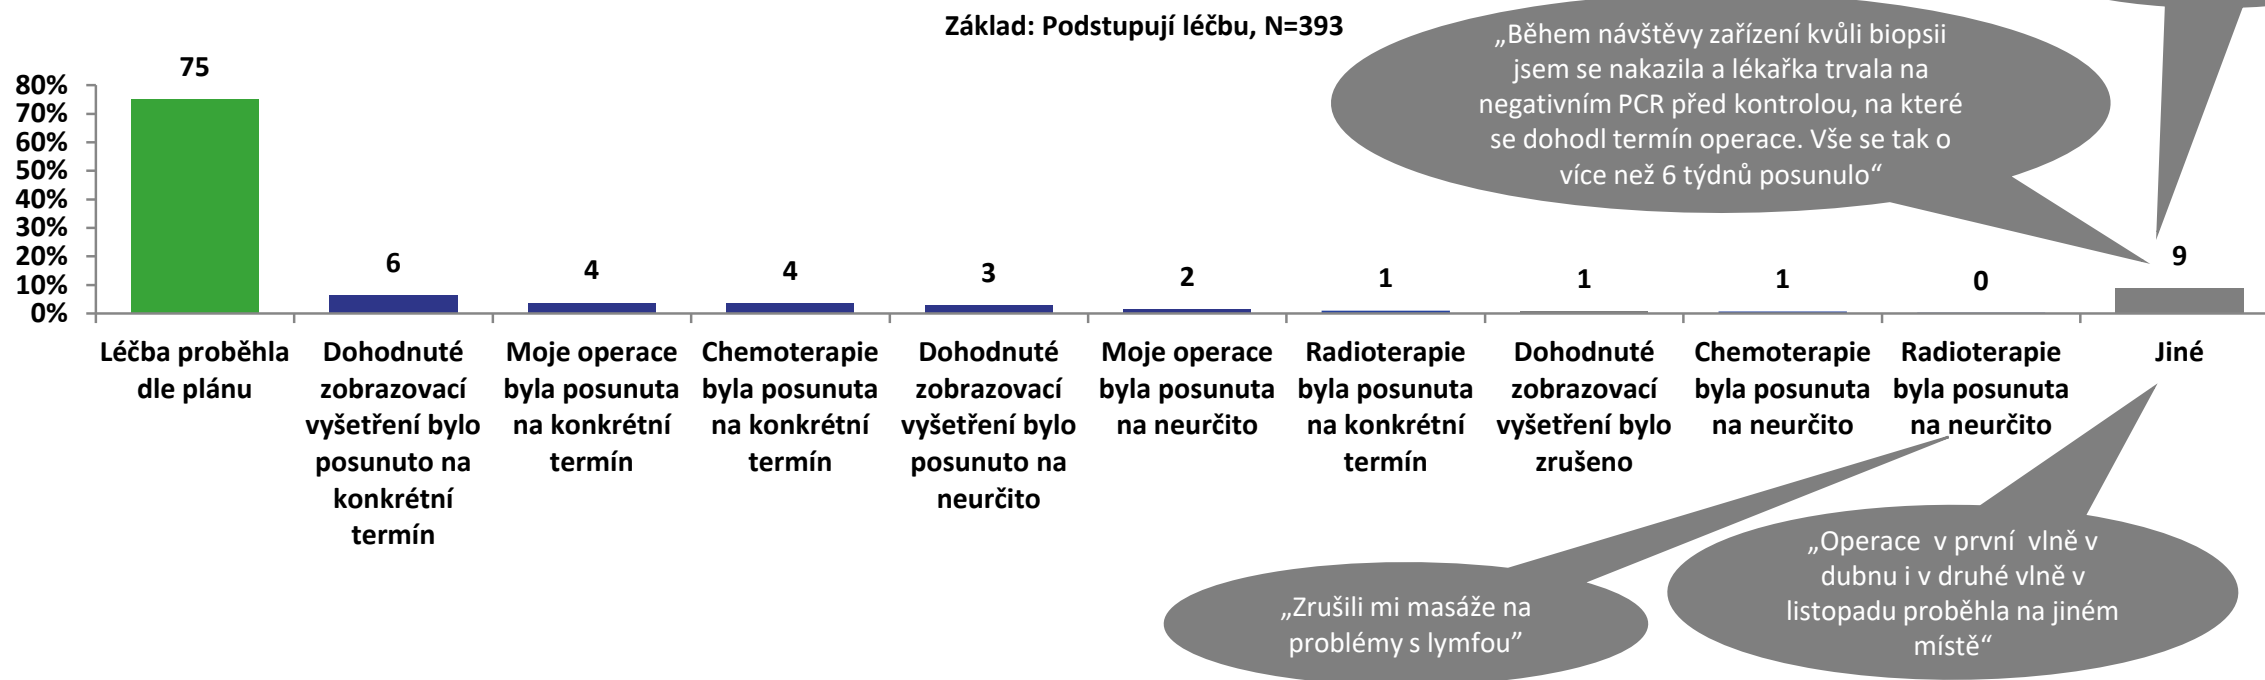 Základ: Podstupují léčbu, N=393
„Během návštěvy zařízení kvůli biopsii
jsem se nakazila a lékařka trvala na
negativním PCR před kontrolou, na které
se dohodl termín operace. Vše se tak o
více než 6 týdnů posunulo“
80%
70%
60%
50%
40%
30%
20%
10%
0%
75
6
4
4
3
2
1
1
1
0
9
Léčba proběhla
dle plánu
Dohodnuté
zobrazovací
vyšetření bylo
posunuto na
konkrétní
termín
Moje operace
byla posunuta
na konkrétní
termín
Chemoterapie
byla posunuta
na konkrétní
termín
Dohodnuté
zobrazovací
vyšetření bylo
posunuto na
neurčito
Moje operace
byla posunuta
na neurčito
Radioterapie
byla posunuta
na konkrétní
termín
Dohodnuté
zobrazovací
vyšetření bylo
zrušeno
Chemoterapie
byla posunuta
na neurčito
Radioterapie
byla posunuta
na neurčito
Jiné
„Zrušili mi masáže na
problémy s lymfou”
„Operace v první vlně v
dubnu i v druhé vlně v
listopadu proběhla na jiném
místě“